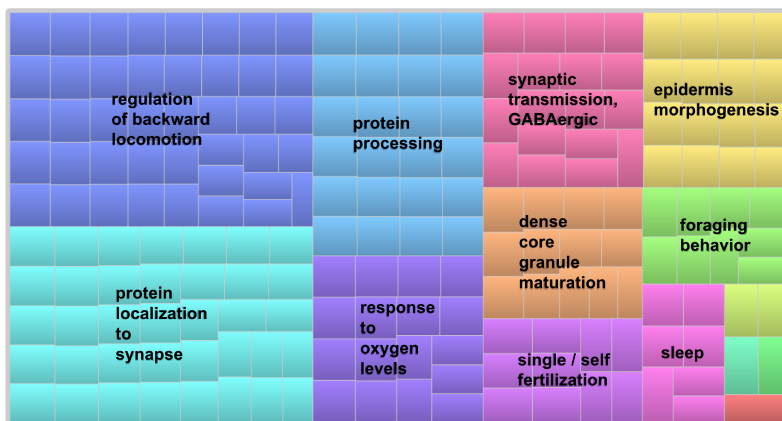 regulation
of backward
locomotion
protein
processing
synaptic
transmission,
GABAergic
epidermis
morphogenesis
protein
localization
to
synapse
response
to
oxygen
levels
dense
core
granule
maturation
foraging
behavior
single / self
fertilization
sleep